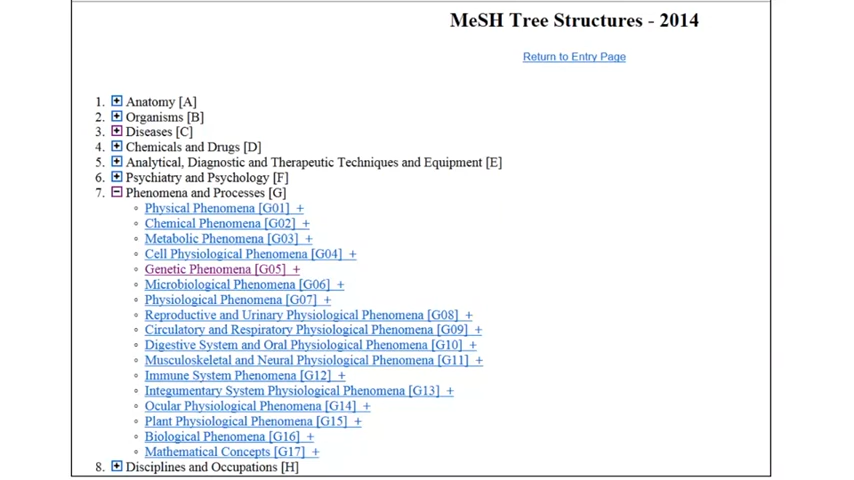 MeSH Tree Structures - 2014
Return to Entry Page
1. Anatomy [A]
2. Organisms [B]
3. Diseases [C]
4. Chemicals and Drugs [D]
5. Analytical, Diagnostic and Therapeutic Techniques and Equipment [E]
6. Psychiatry and Psychology [F]
7. Phenomena and Processes [G]
Physical Phenomena [G01] +
Chemical Phenomena [G02] +
Metabolic Phenomena [G03] +
Cell Physiological Phenomena [G04] +
Genetic Phenomena [G05] +
Microbiological Phenomena [G06] +
Physiological Phenomena [G07] +
Reproductive and Urinary Physiological Phenomena [G08] +
Circulatory and Respiratory Physiological Phenomena [G09] +
Digestive System and Oral Physiological Phenomena [G10] +
Musculoskeletal and Neural Physiological Phenomena [G11] +
Immune System Phenomena [G12] +
Integumentary System Physiological Phenomena [G13] +
Ocular Physiological Phenomena [G14] +
Plant Physiological Phenomena [G15] +
Biological Phenomena [G16] +
Mathematical Concepts [G17] +
8. Disciplines and Occupations [H]